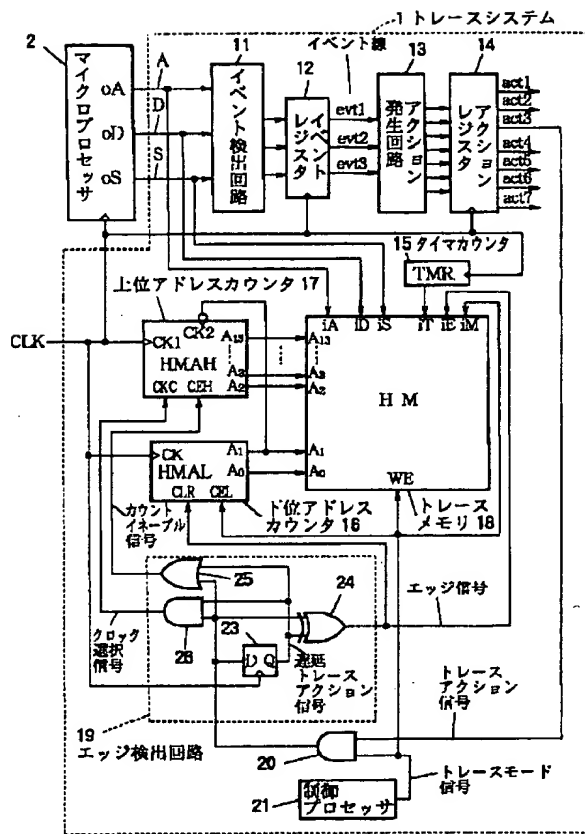 1 トレースシステム
2
マイクロプロセッサ
oA
oD
oS
A
D
S
11
イベント検出回路
12
イベントレジスタ
イベント線
evt1
evt2
evt3
13
アクション発生回路
14
アクションレジスタ
act1
act2
act3
act4
act5
act6
act7
15 タイマカウンタ
TMR
上位アドレスカウンタ 17
CLK
CK2
CK1
HMAH
CKC CEH
A13
A3
A2
iA iD iS iT iE iM
A13
A3
A2
HM
A1
A0
WE
CK
HMAL
A1
A0
CLR CEL
カウント
イネーブル
信号
下位アドレス
カウンタ 16
トレース
メモリ 18
25
24
エッジ信号
26
23
D Q
クロック
選択
信号
遅延
トレース
アクション
信号
19
エッジ検出回路
20
トレース
アクション
信号
トレースモード
信号
21
制御
プロセッサ